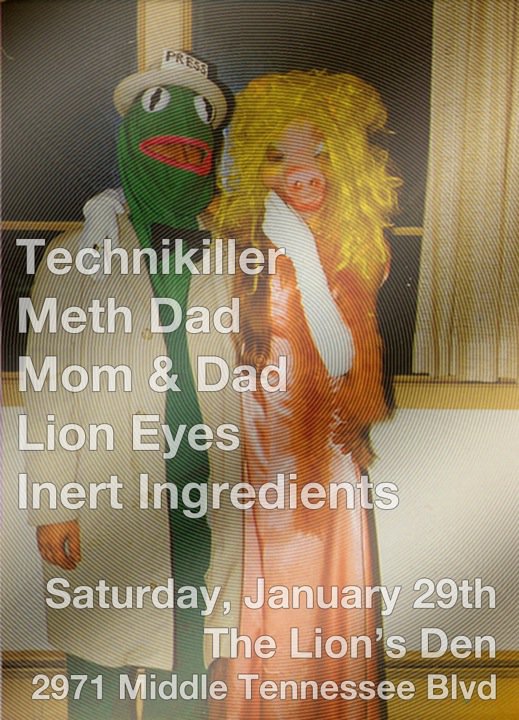 PRESS
Technikiller
Meth Dad
Mom & Dad
Lion Eyes
Inert Ingredients
Saturday, January 29th
The Lion's Den
2971 Middle Tennessee Blvd